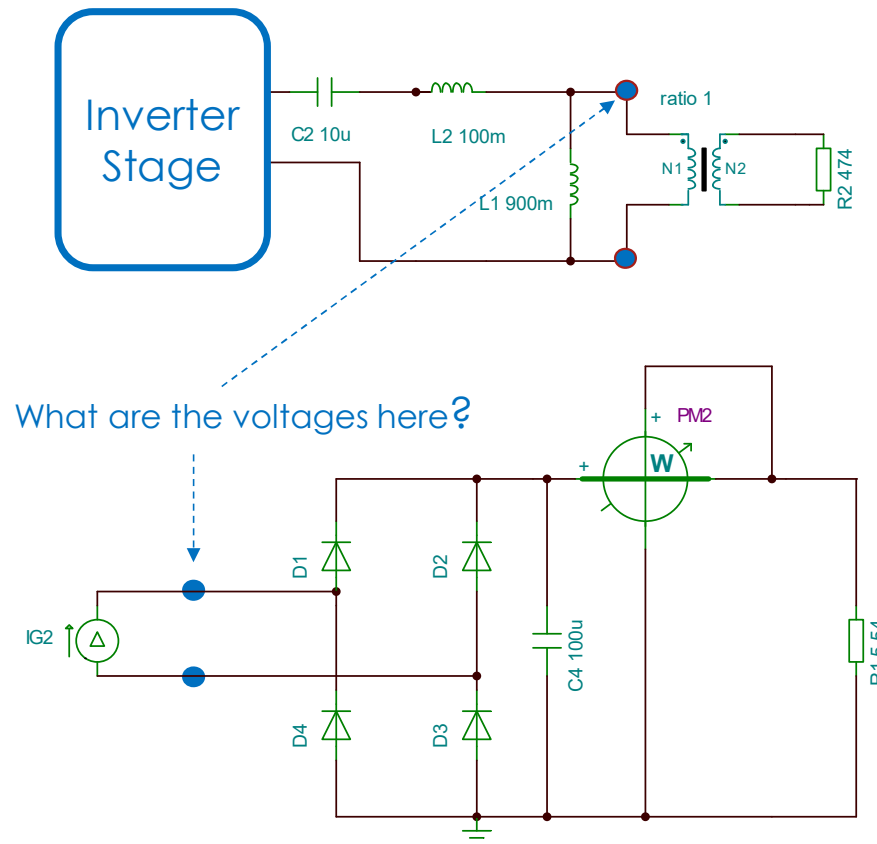 Inverter
Stage
C2 10u
L2 100m
L1 900m
ratio 1
N1
N2
R2 474
What are the voltages here?
+
PM2
+
W
D1
D2
IG2
C4 100u
D4
D3